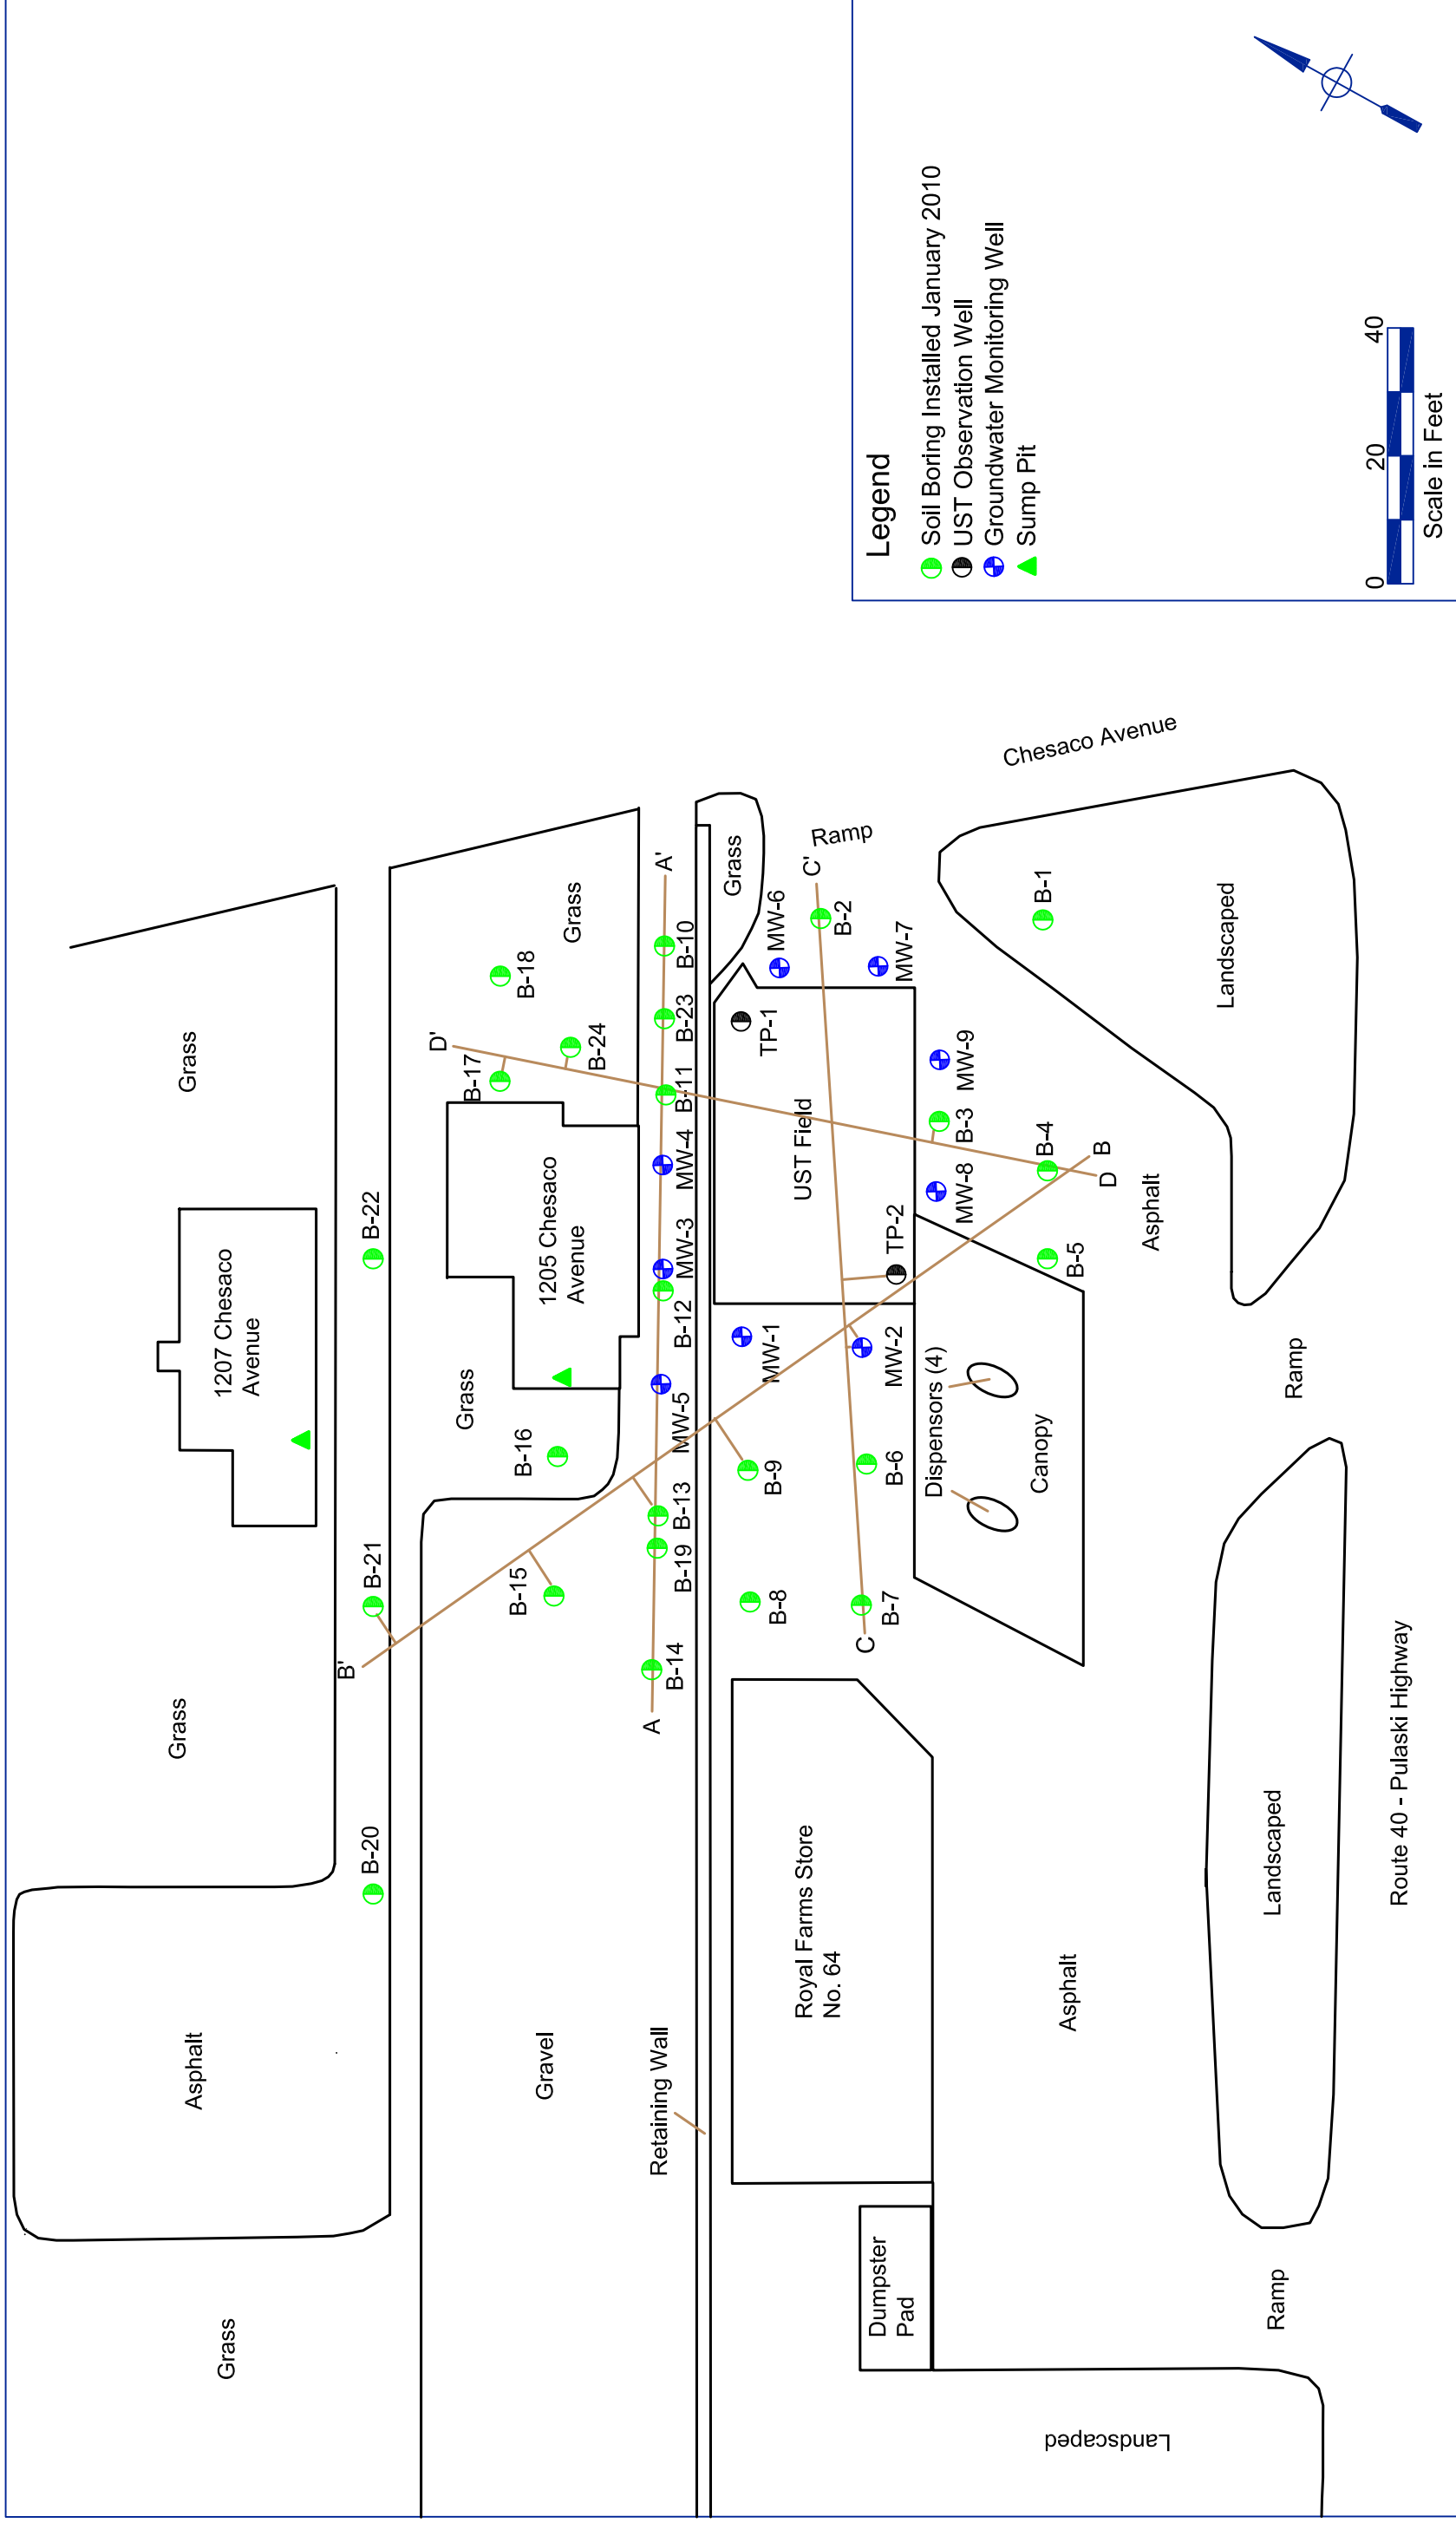 Grass
1207 Chesaco
Avenue
Grass
Asphalt
Grass
B-22
B-21
B-20
D'
B'
B-17
B-18
B-24
Grass
1205 Chesaco
Avenue
Grass
B-16
B-15
Gravel
A'
B-10
B-23
B-11
MW-4
MW-3
B-12
MW-5
B-13
B-19
B-14
A
Retaining Wall
Grass
Ramp
Chesaco Avenue
C'
MW-6
B-2
MW-7
TP-1
UST Field
TP-2
MW-1
MW-2
B-9
B-6
B-8
B-7
C
MW-9
B-3
MW-8
B-4
B
D
B-5
B-1
Landscaped
Asphalt
Dispensors (4)
Canopy
Ramp
Royal Farms Store
No. 64
Dumpster
Pad
Asphalt
Landscaped
Ramp
Landscaped
Route 40 - Pulaski Highway
Legend
Soil Boring Installed January 2010
UST Observation Well
Groundwater Monitoring Well
Sump Pit
0 20 40
Scale in Feet